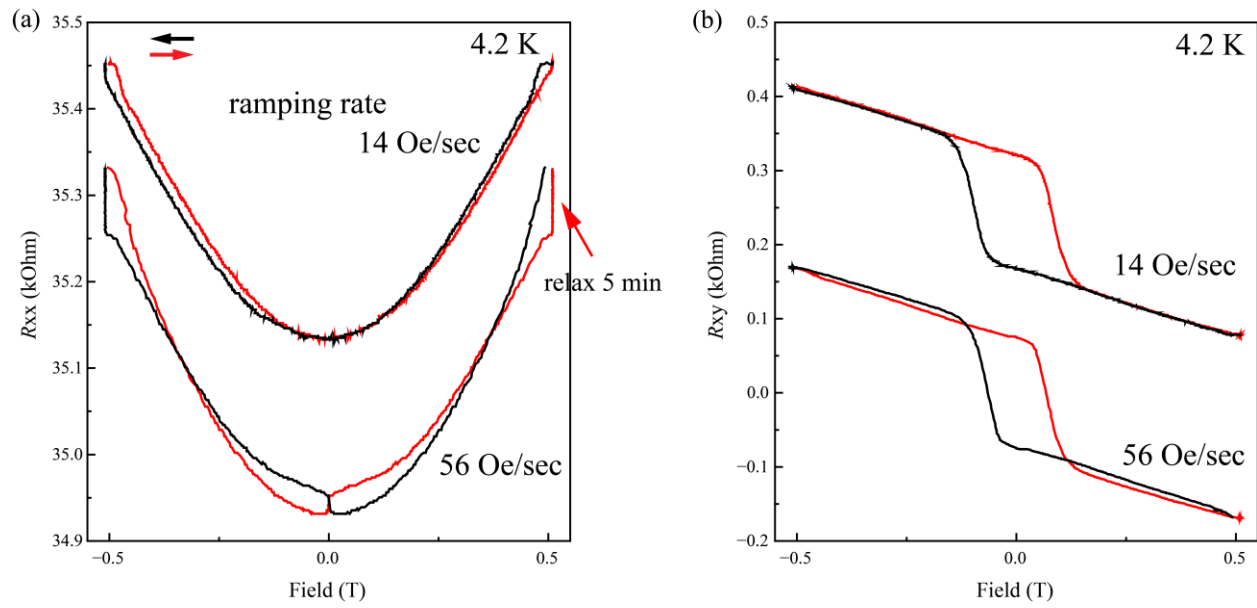 (a)
35.5
35.4
35.3
35.2
35.1
35.0
34.9
Rxx (kOhm)
4.2 K
ramping rate
14 Oe/sec
relax 5 min
56 Oe/sec
−0.5
0.0
0.5
Field (T)
(b)
0.5
0.4
0.3
0.2
0.1
0.0
−0.1
−0.2
Rxy (kOhm)
4.2 K
14 Oe/sec
56 Oe/sec
−0.5
0.0
0.5
Field (T)